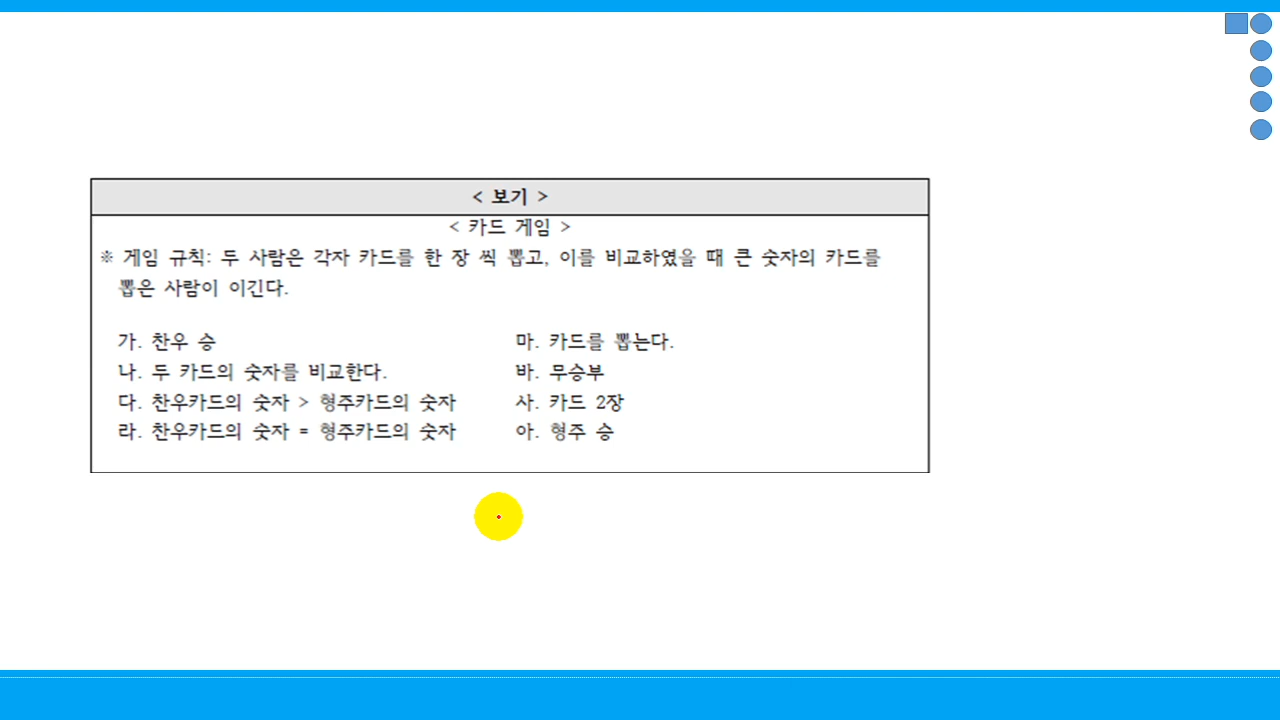 < 보기 >
< 카드 게임 >
※ 게임 규칙: 두 사람은 각자 카드를 한 장 씩 뽑고, 이를 비교하였을 때 큰 숫자의 카드를
뽑은 사람이 이긴다.
가. 찬우 승
나. 두 카드의 숫자를 비교한다.
다. 찬우카드의 숫자 > 형주카드의 숫자
라. 찬우카드의 숫자 = 형주카드의 숫자
마. 카드를 뽑는다.
바. 무승부
사. 카드 2장
아. 형주 승